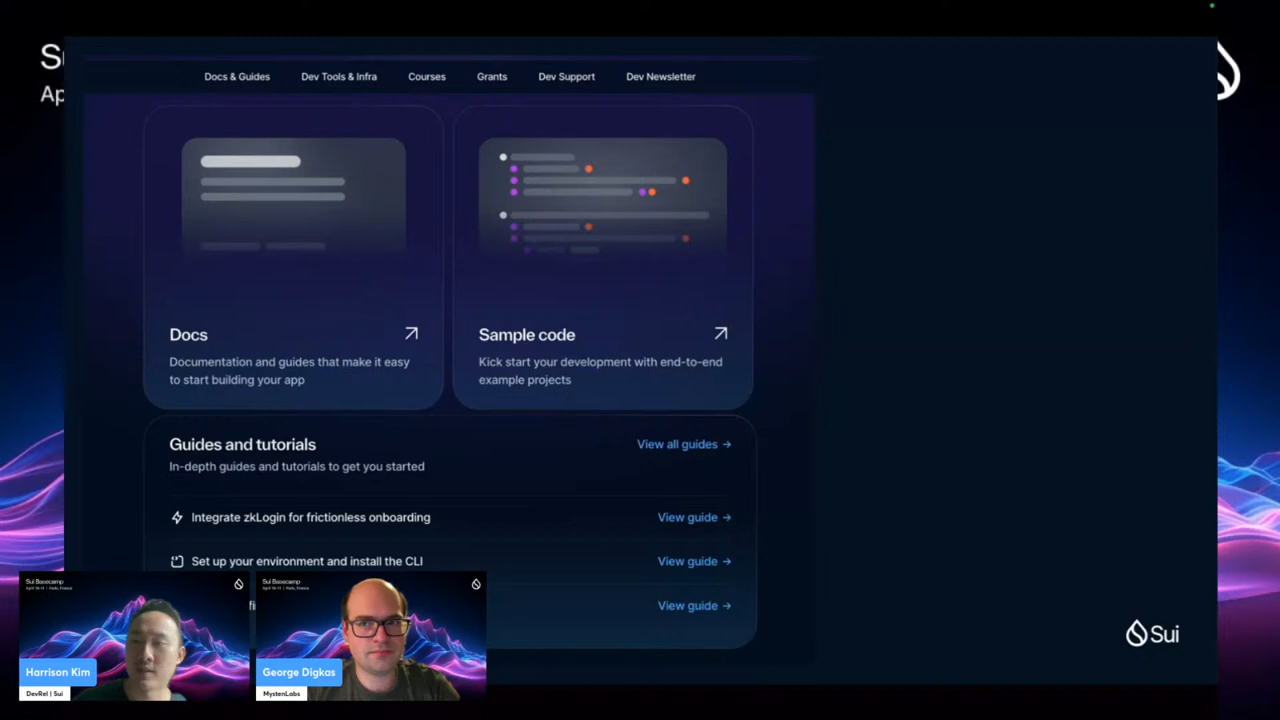 Docs & Guides
Dev Tools & Infra
Courses
Grants
Dev Support
Dev Newsletter
Docs
Documentation and guides that make it easy
to start building your app
Sample code
Kick start your development with end-to-end
example projects
Guides and tutorials
View all guides →
In-depth guides and tutorials to get you started
Integrate zkLogin for frictionless onboarding
View guide →
Set up your environment and install the CLI
View guide →
View guide →
Sui Basecamp
Sui Basecamp
Harrison Kim
DevRel | Sui
George Digkas
MystenLabs
Sui